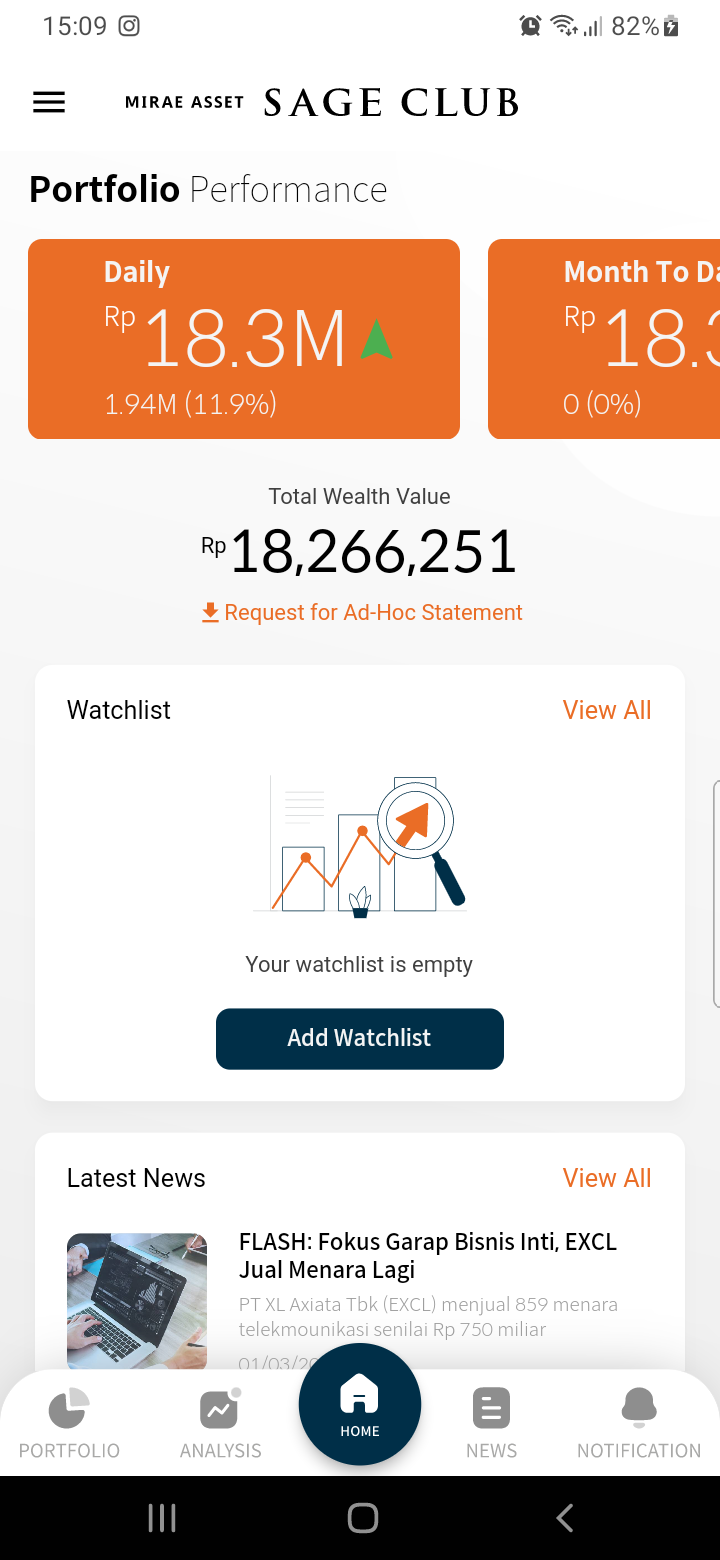 15:09 82%
MIRAE ASSET SAGE CLUB
Portfolio Performance
Daily
Rp 18.3M
1.94M (11.9%)
Month To Da
Rp 18.3
0 (0%)
Total Wealth Value
Rp 18,266,251
Request for Ad-Hoc Statement
Watchlist View All
Your watchlist is empty
Add Watchlist
Latest News View All
FLASH: Fokus Garap Bisnis Inti, EXCL
Jual Menara Lagi
PT XL Axiata Tbk (EXCL) menjual 859 menara
telekmounikasi senilai Rp 750 miliar
01/03/20
PORTFOLIO ANALYSIS HOME NEWS NOTIFICATION